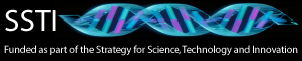 SSTI
Funded as part of the Strategy for Science, Technology and Innovation